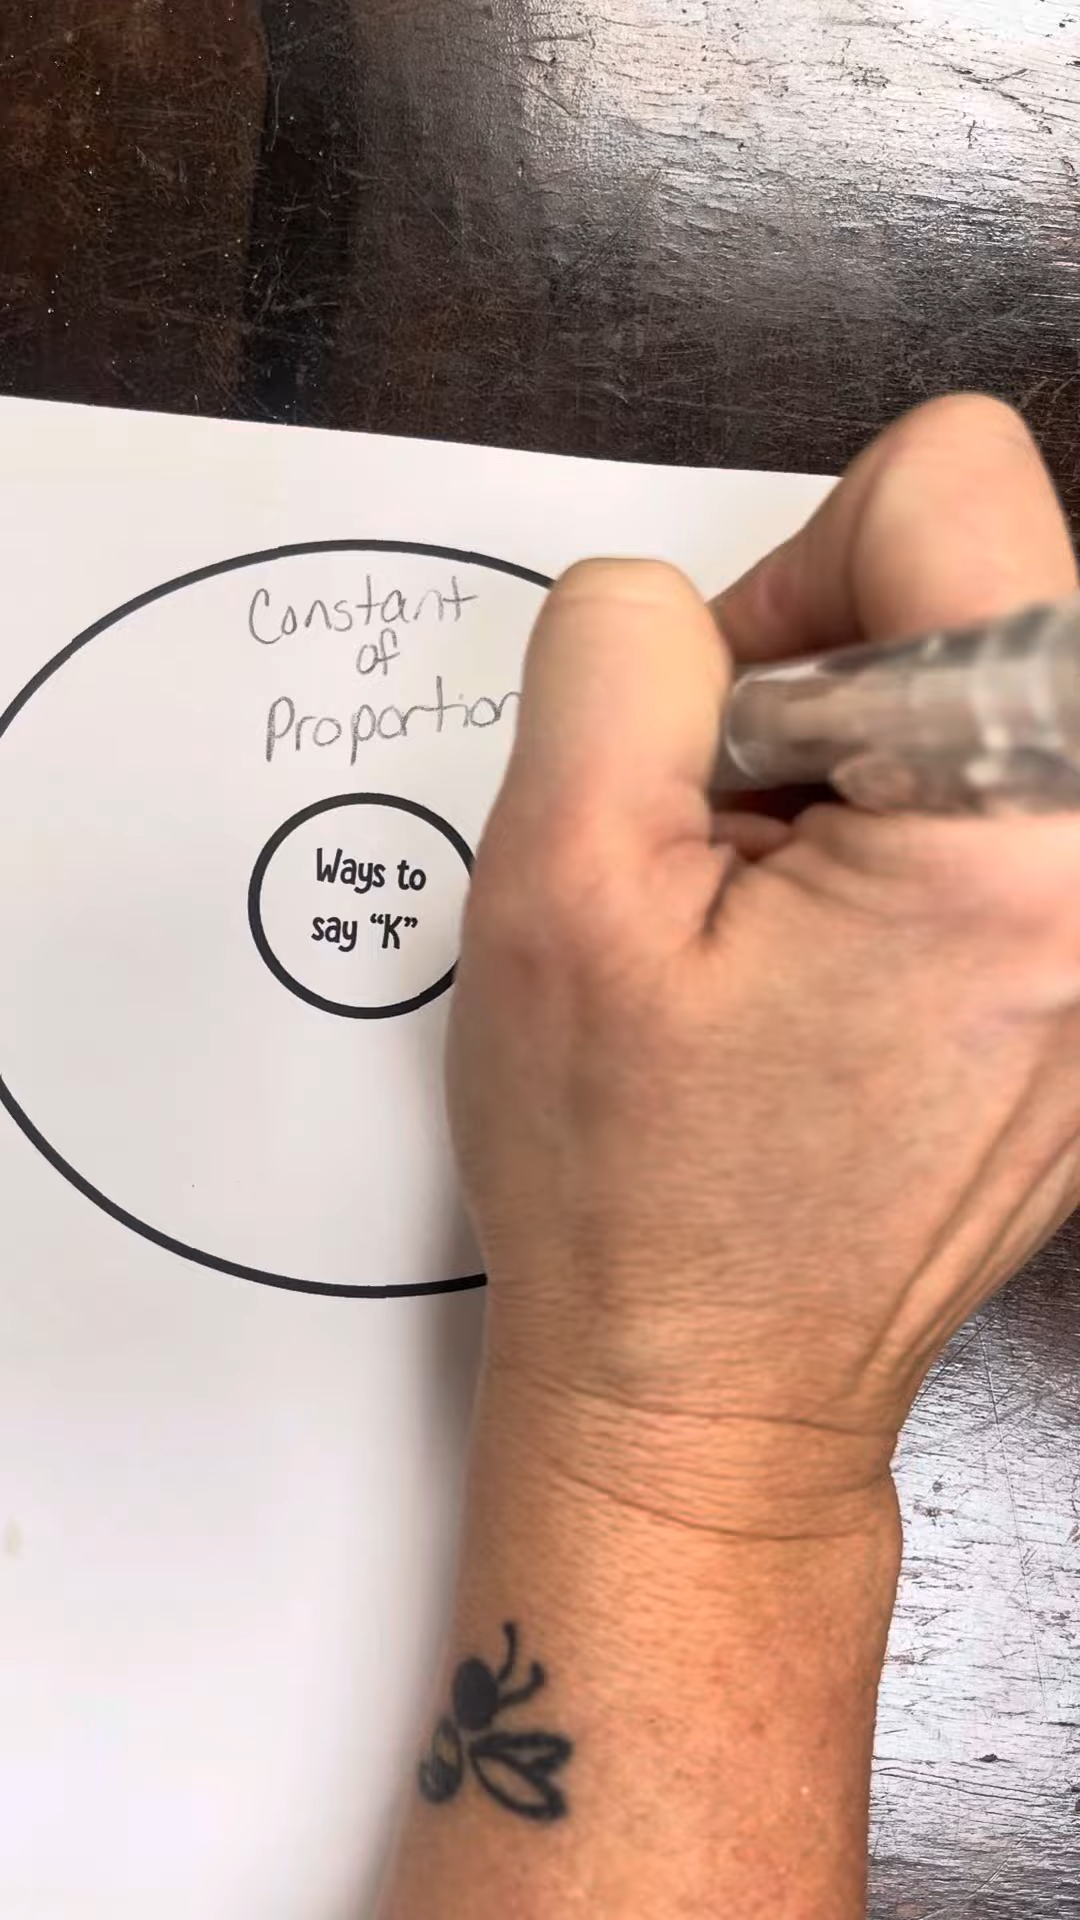 Constant
of
Proportion
Ways to
say “K”